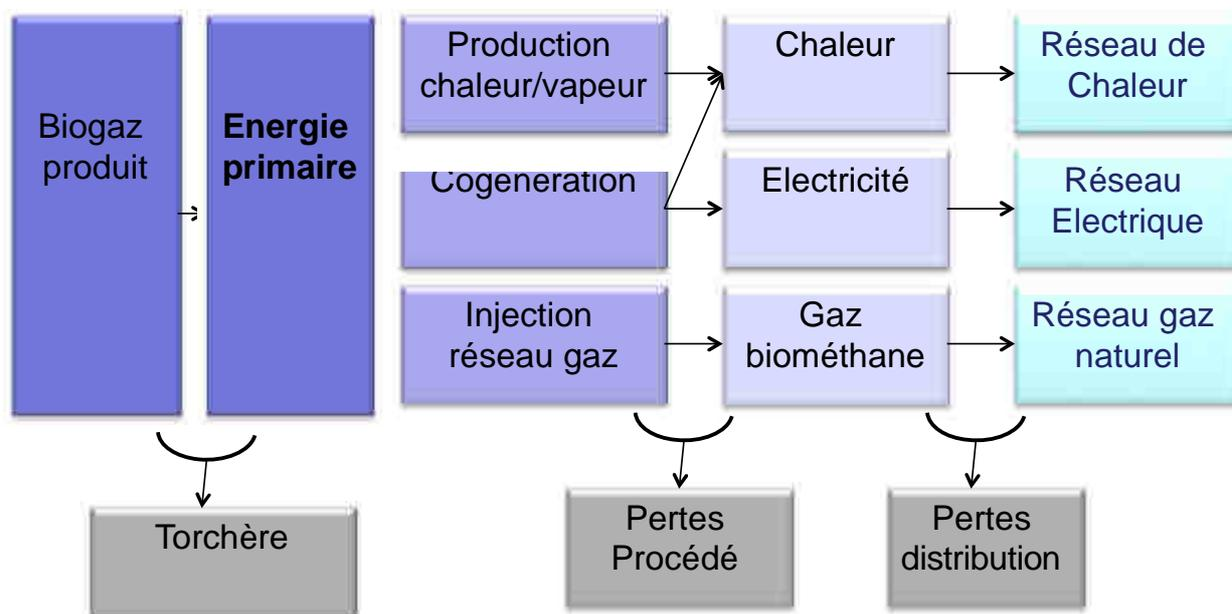 Biogaz
produit
Energie
primaire
Production
chaleur/vapeur
Chaleur
Réseau de
Chaleur
Cogeneration
Electricité
Réseau
Electrique
Injection
réseau gaz
Gaz
biométhane
Réseau gaz
naturel
Torchère
Pertes
Procédé
Pertes
distribution